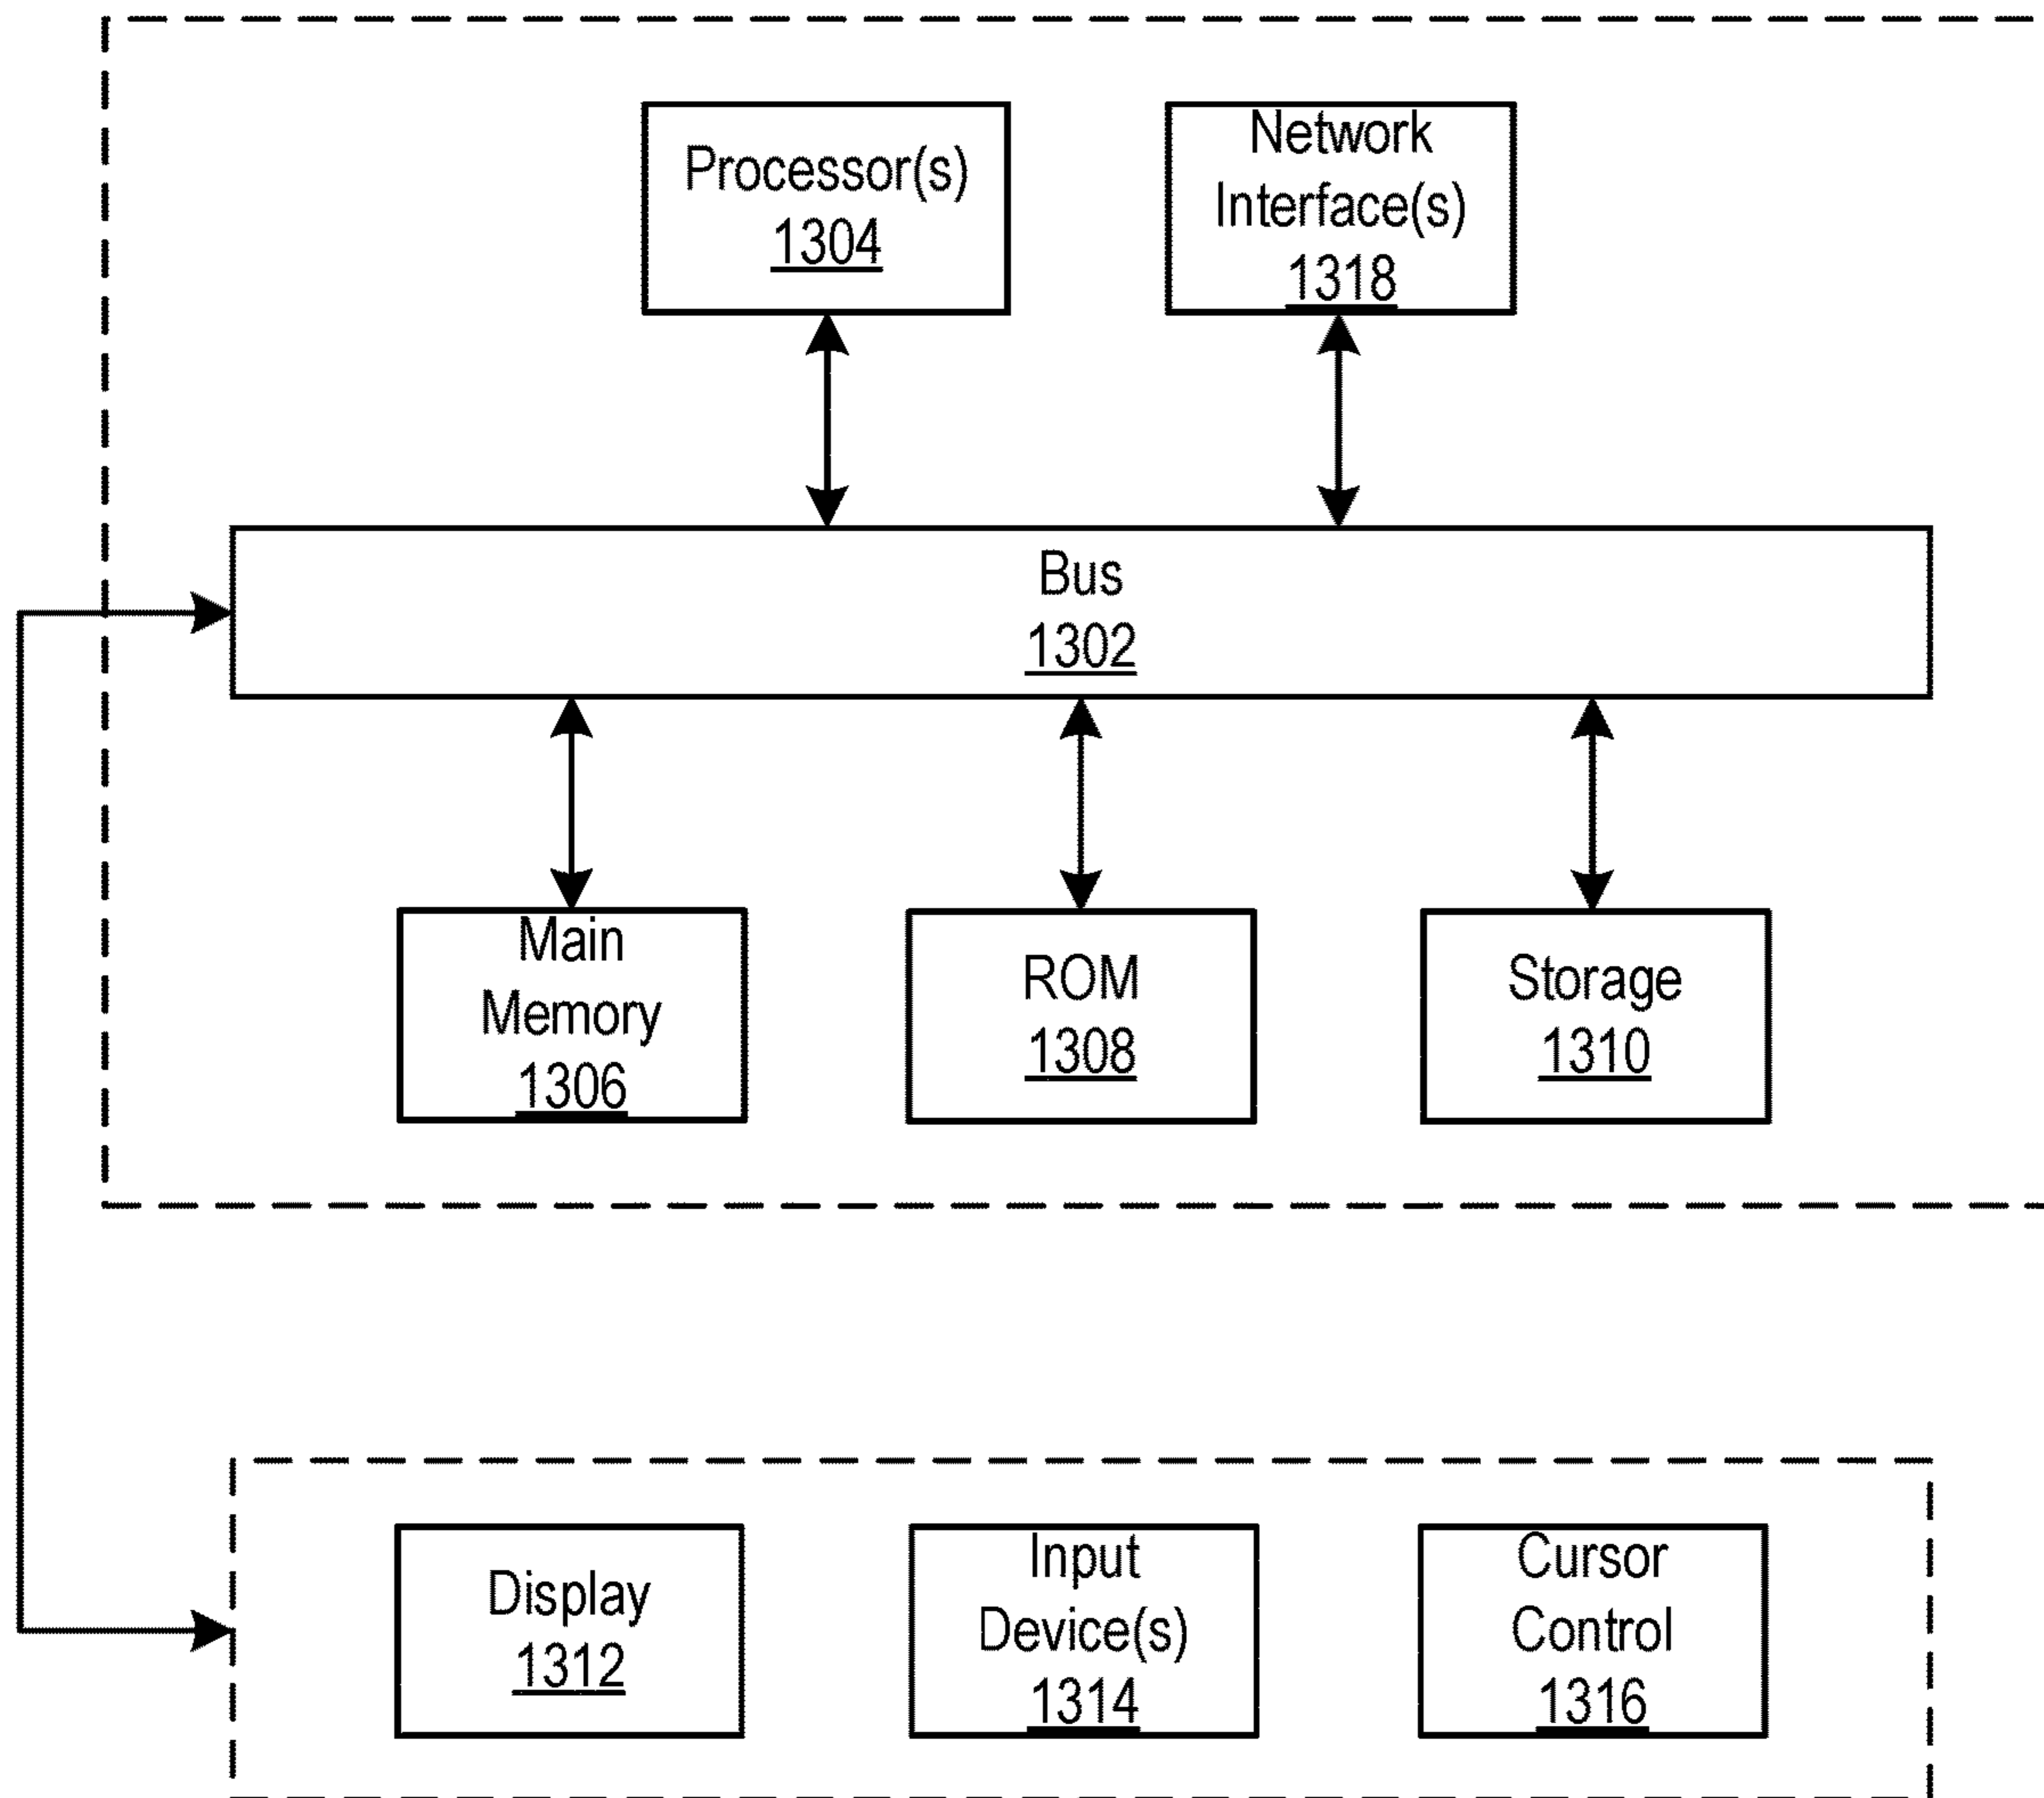 Processor(s)
1304
Network
Interface(s)
1318
Bus
1302
Main
Memory
1306
ROM
1308
Storage
1310
Display
1312
Input
Device(s)
1314
Cursor
Control
1316